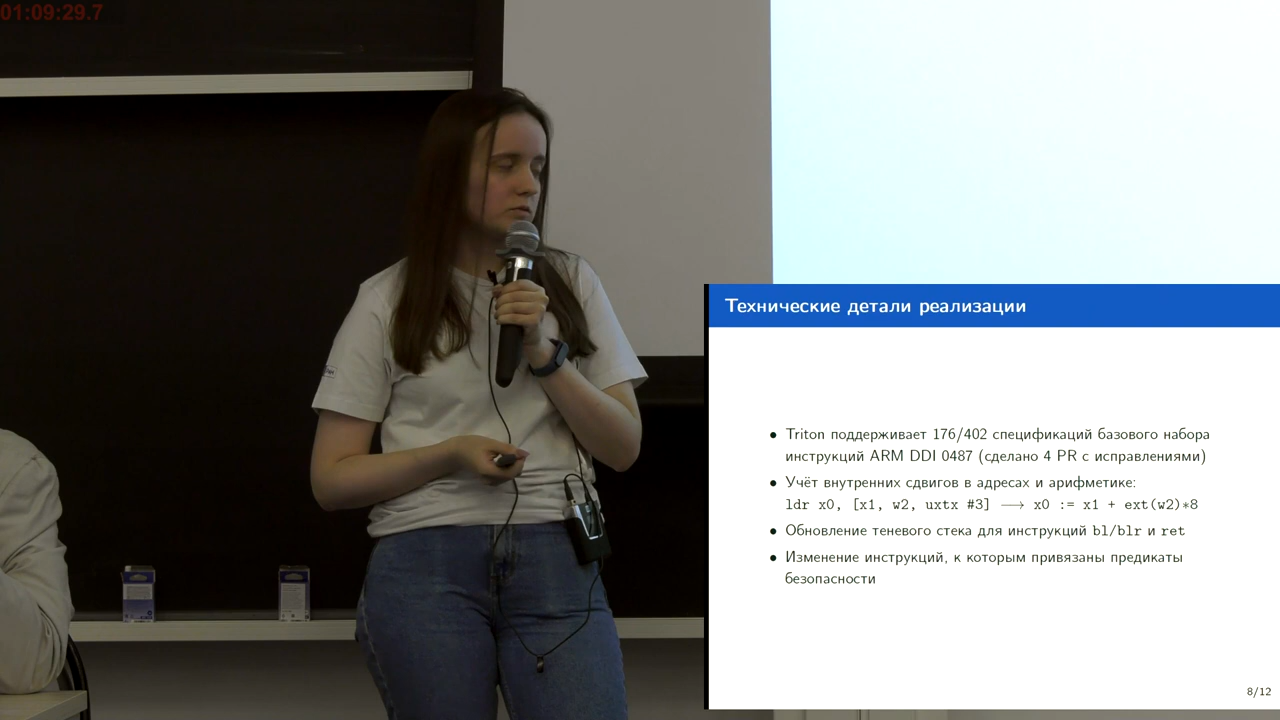 01:09:29.7
Технические детали реализации
• Triton поддерживает 176/402 спецификаций базового набора
инструкций ARM DDI 0487 (сделано 4 PR с исправлениями)
• Учёт внутренних сдвигов в адресах и арифметике:
ldr x0, [x1, w2, uxtx #3] ⟶ x0 := x1 + ext(w2)*8
• Обновление теневого стека для инструкций bl/blr и ret
• Изменение инструкций, к которым привязаны предикаты
безопасности
8/12